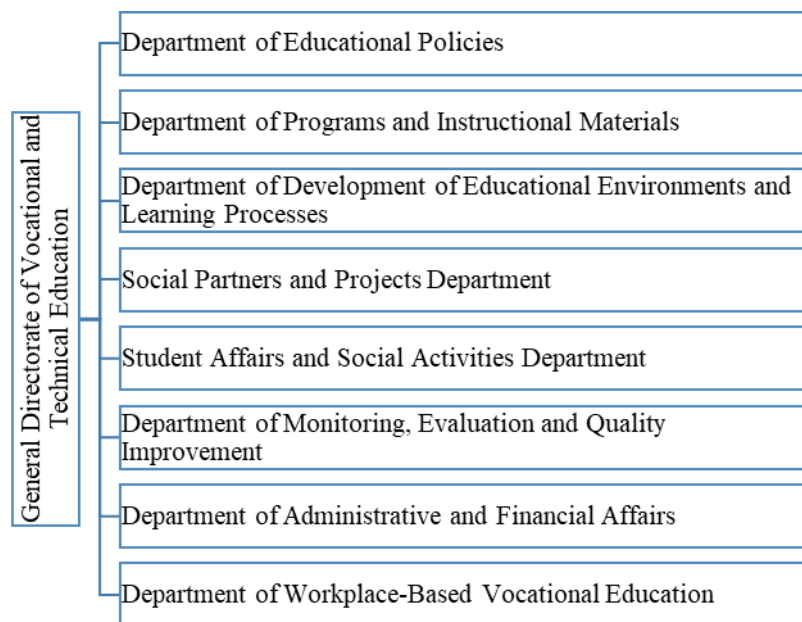 General Directorate of Vocational and
Technical Education
Department of Educational Policies
Department of Programs and Instructional Materials
Department of Development of Educational Environments and
Learning Processes
Social Partners and Projects Department
Student Affairs and Social Activities Department
Department of Monitoring, Evaluation and Quality
Improvement
Department of Administrative and Financial Affairs
Department of Workplace-Based Vocational Education